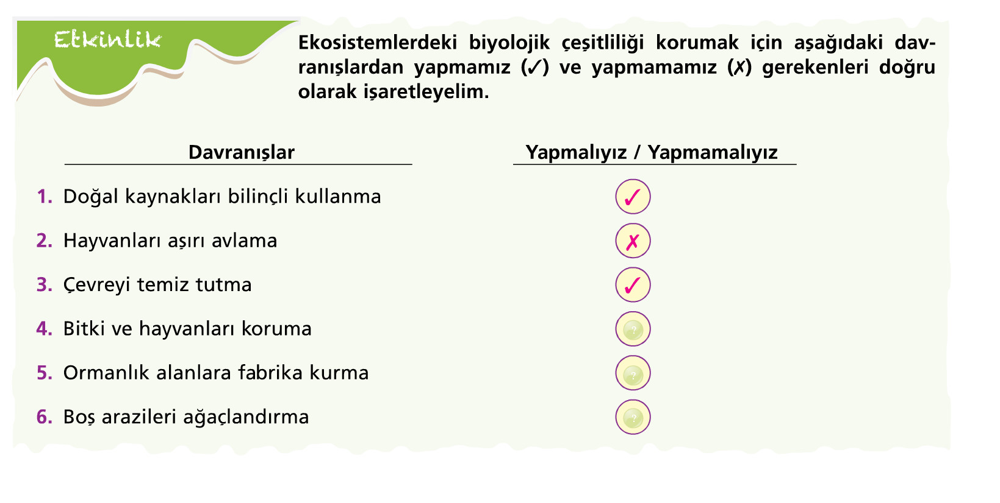 Etkinlik
Ekosistemlerdeki biyolojik çeşitliliği korumak için aşağıdaki dav-
ranışlardan yapmamız (✓) ve yapmamamız (✗) gerekenleri doğru
olarak işaretleyelim.
Davranışlar Yapmalıyız / Yapmamalıyız
1. Doğal kaynakları bilinçli kullanma ✓
2. Hayvanları aşırı avlama ✗
3. Çevreyi temiz tutma ✓
4. Bitki ve hayvanları koruma ?
5. Ormanlık alanlara fabrika kurma ?
6. Boş arazileri ağaçlandırma ?